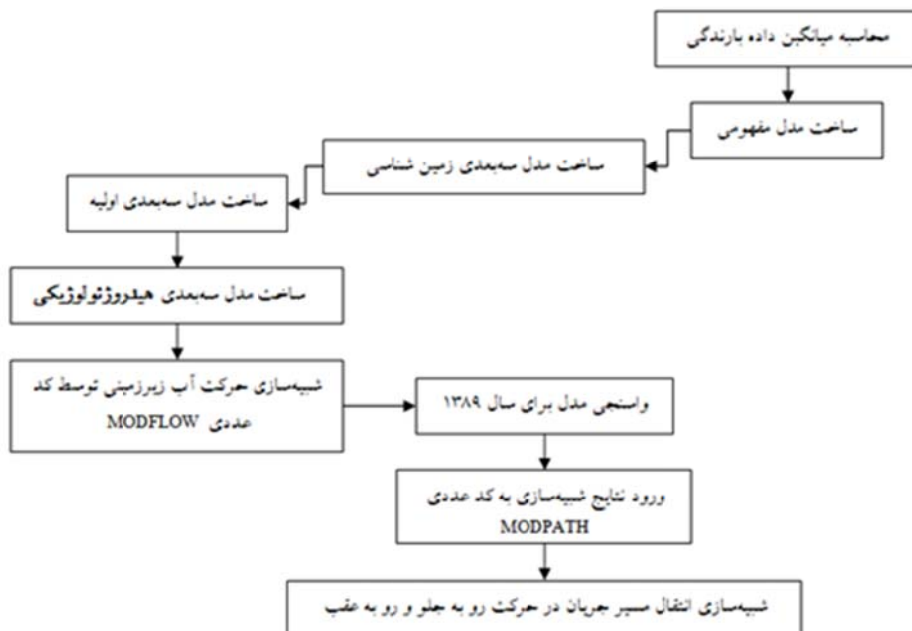 محاسبه میانگین داده بارندگی
ساخت مدل مفهومی
ساخت مدل سه‌بعدی زمین شناسی
ساخت مدل سه‌بعدی اولیه
ساخت مدل سه‌بعدی هیدروژئولوژیکی
شبیه‌سازی حرکت آب زیرزمینی توسط کد
عددی MODFLOW
واسنجی مدل برای سال ۱۳۸۹
ورود نتایج شبیه‌سازی به کد عددی
MODPATH
شبیه‌سازی انتقال مسیر جریان در حرکت رو به جلو و رو به عقب